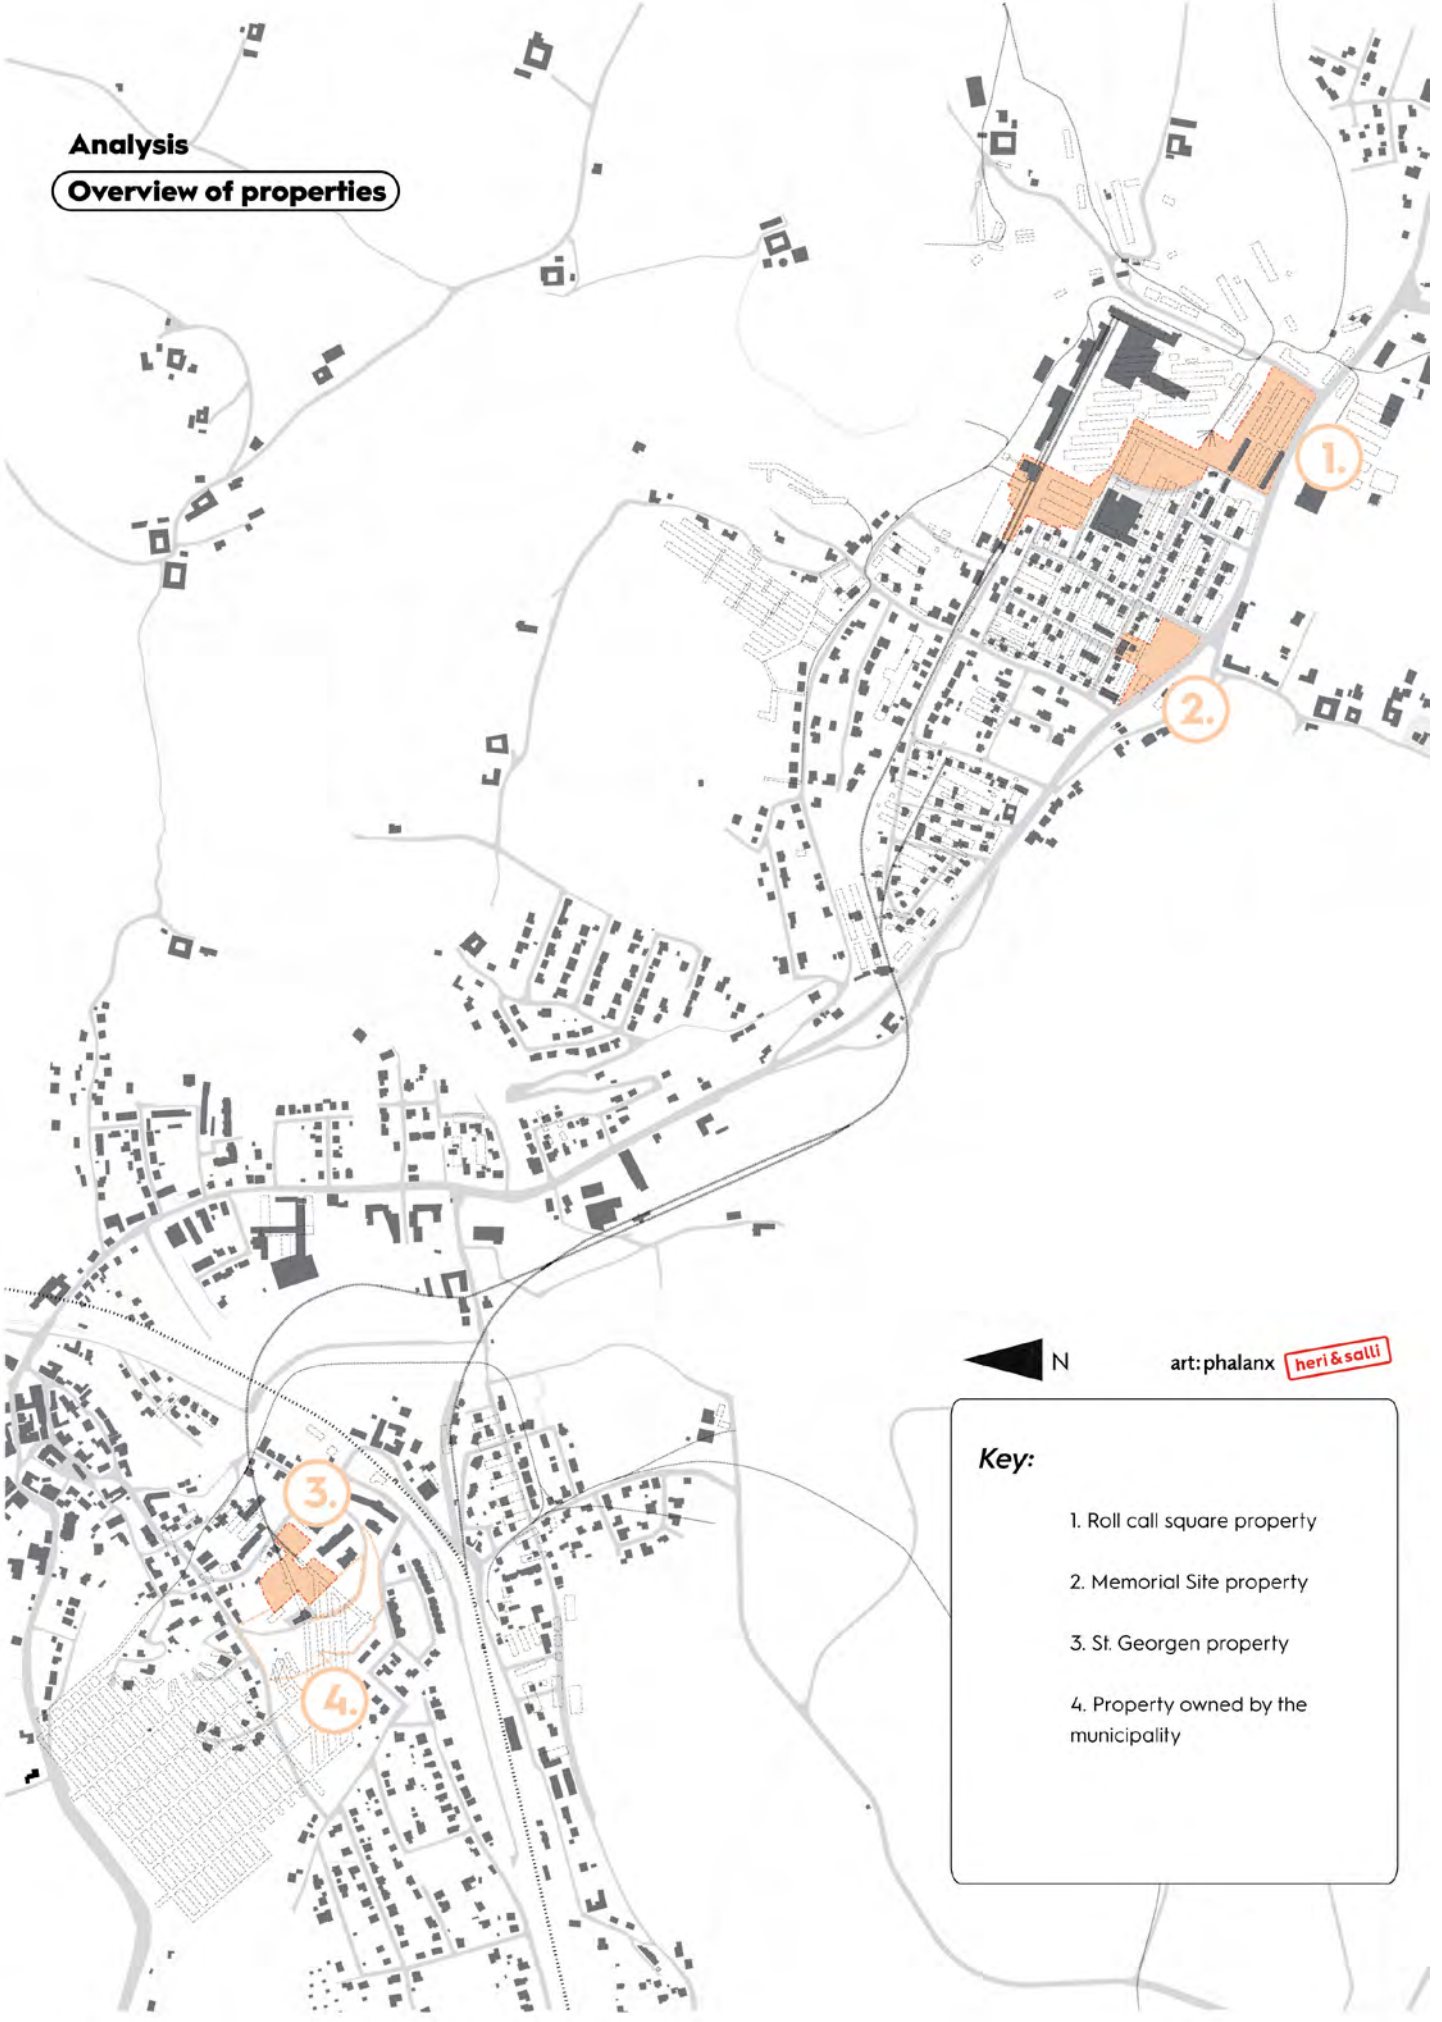 Analysis
Overview of properties
1.
2.
3.
4.
N
art:phalanx
heri&salli
Key:
1. Roll call square property
2. Memorial Site property
3. St. Georgen property
4. Property owned by the
municipality